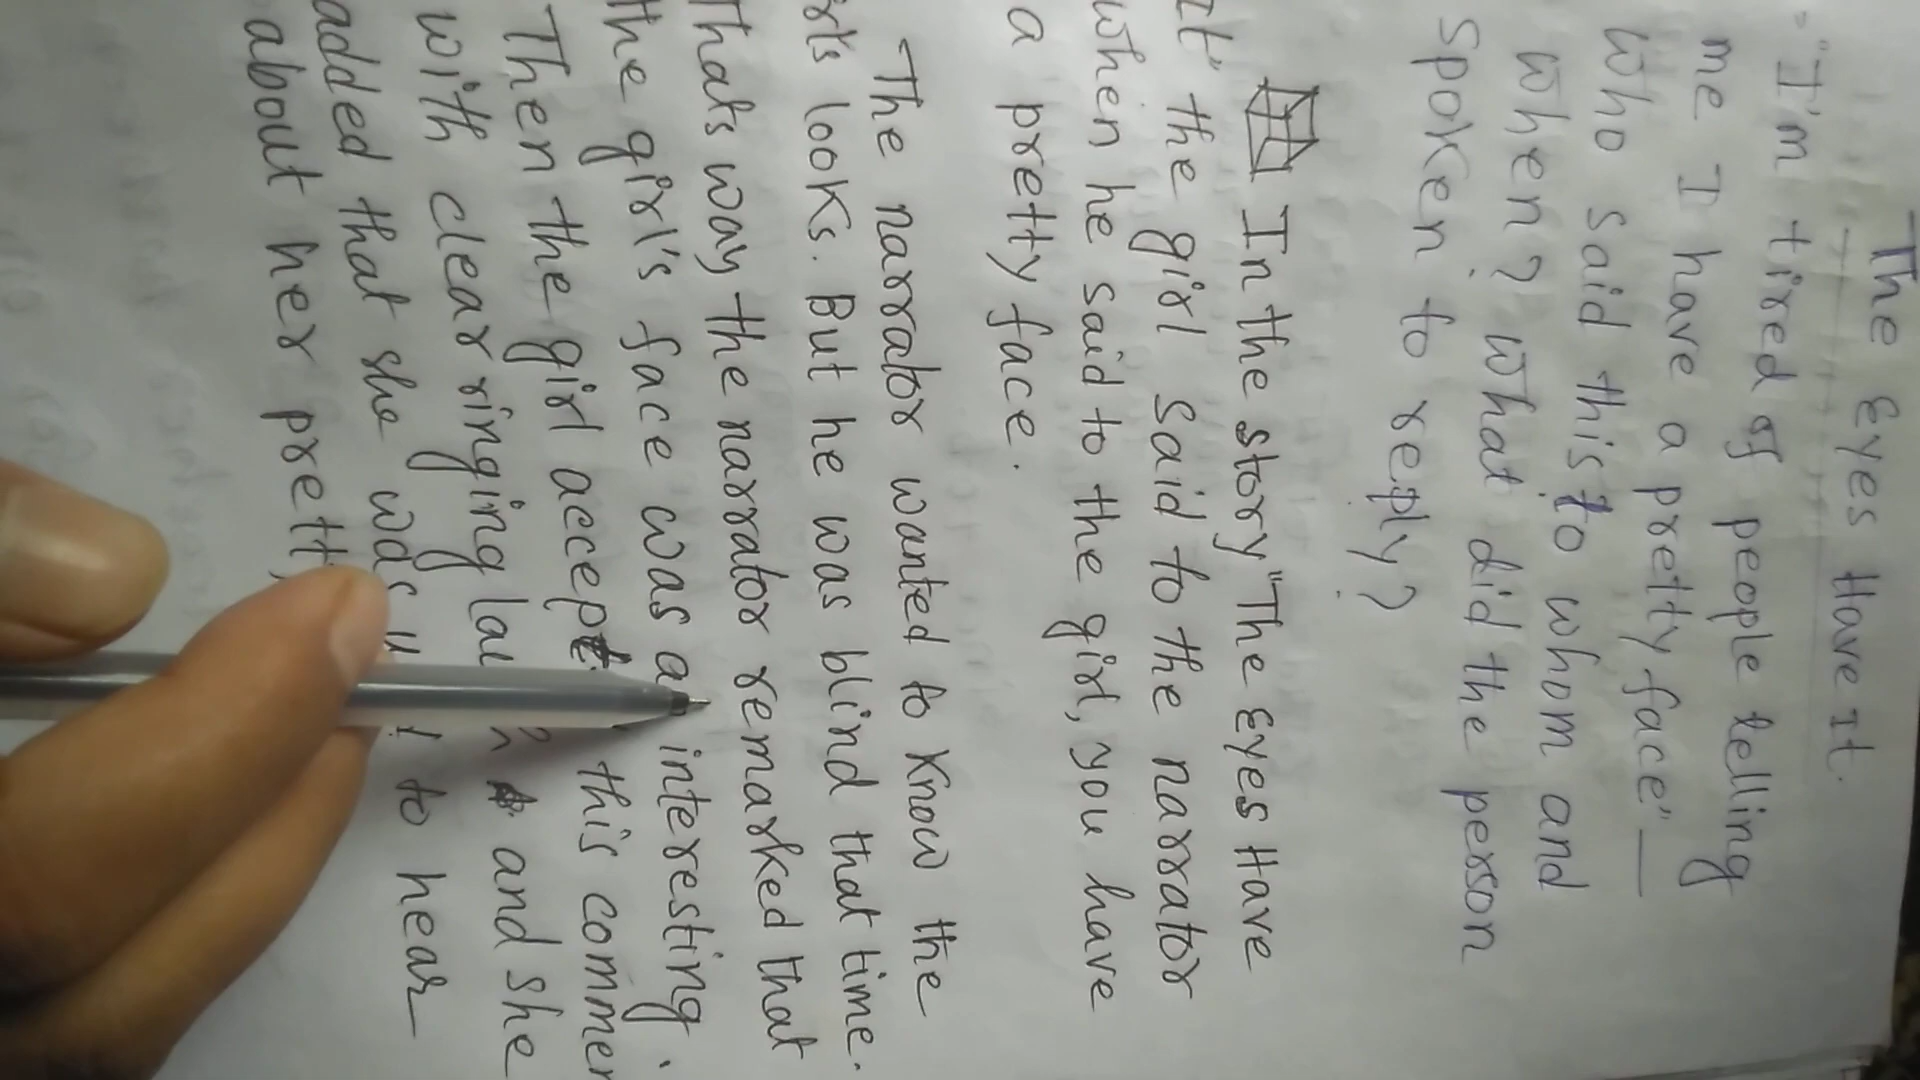 The Eyes Have It.
"I'm tired of people telling
me I have a pretty face" —
Who said this to whom and
when? What did the person
spoken to reply?
In the story "The Eyes Have
It" the girl said to the narrator
when he said to the girl, you have
a pretty face.
The narrator wanted to know the
looks. But he was blind that time.
That's way the narrator remarked that
the girl's face was a interesting.
Then the girl accept this
with clear ringing and she
added that she was to hear
about her